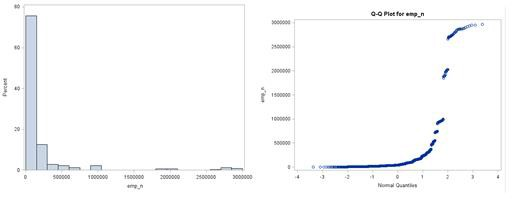 80
60
40
20
0
Percent
0 500000 1000000 1500000 2000000 2500000 3000000
emp_n
Q-Q Plot for emp_n
3000000
2500000
2000000
1500000
1000000
500000
0
emp_n
-4 -3 -2 -1 0 1 2 3 4
Normal Quantiles